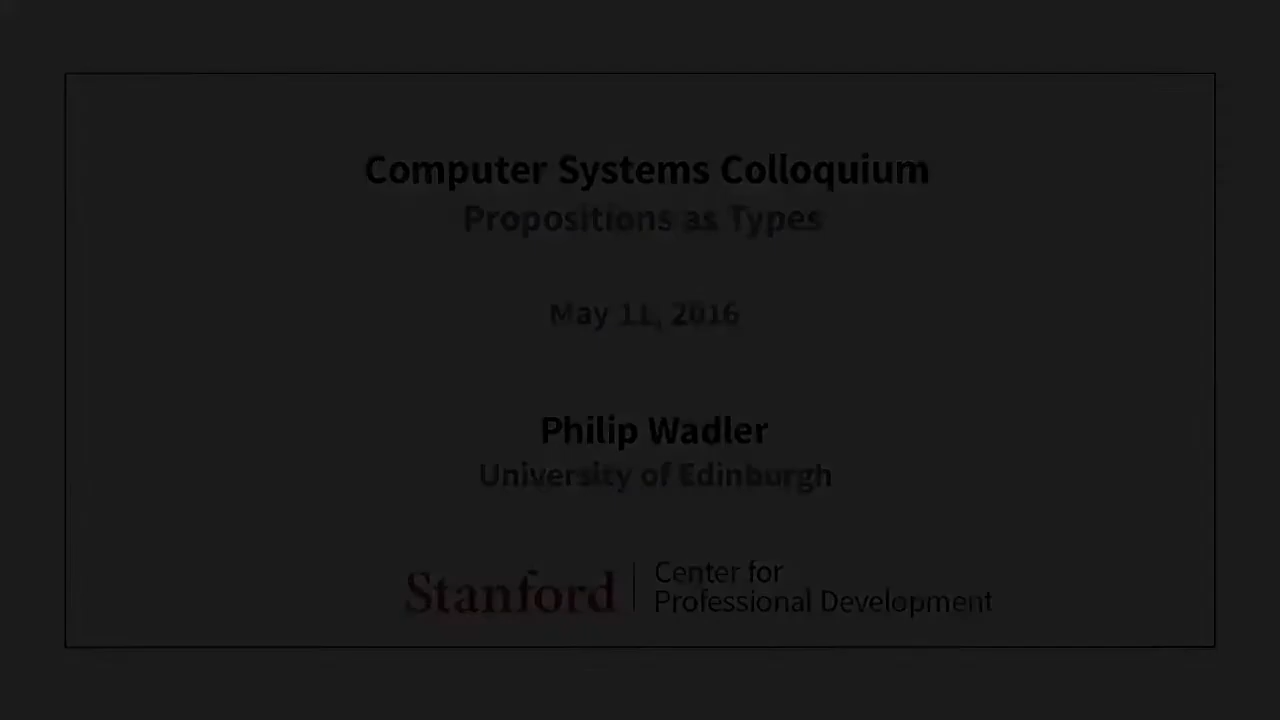 Computer Systems Colloquium
Propositions as Types
May 11, 2016
Philip Wadler
University of Edinburgh
Stanford
Center for
Professional Development